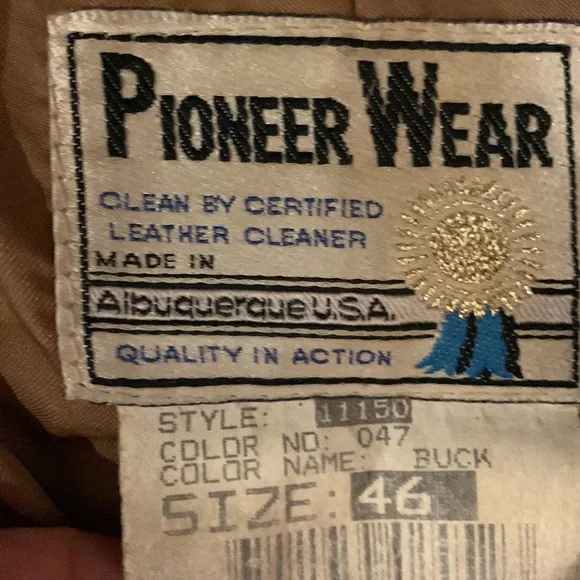 PIONEER WEAR
CLEAN BY CERTIFIED
LEATHER CLEANER
MADE IN
Albuquerque U.S.A.
QUALITY IN ACTION
STYLE: 11150
COLOR NO: 047
COLOR NAME: BUCK
SIZE: 46